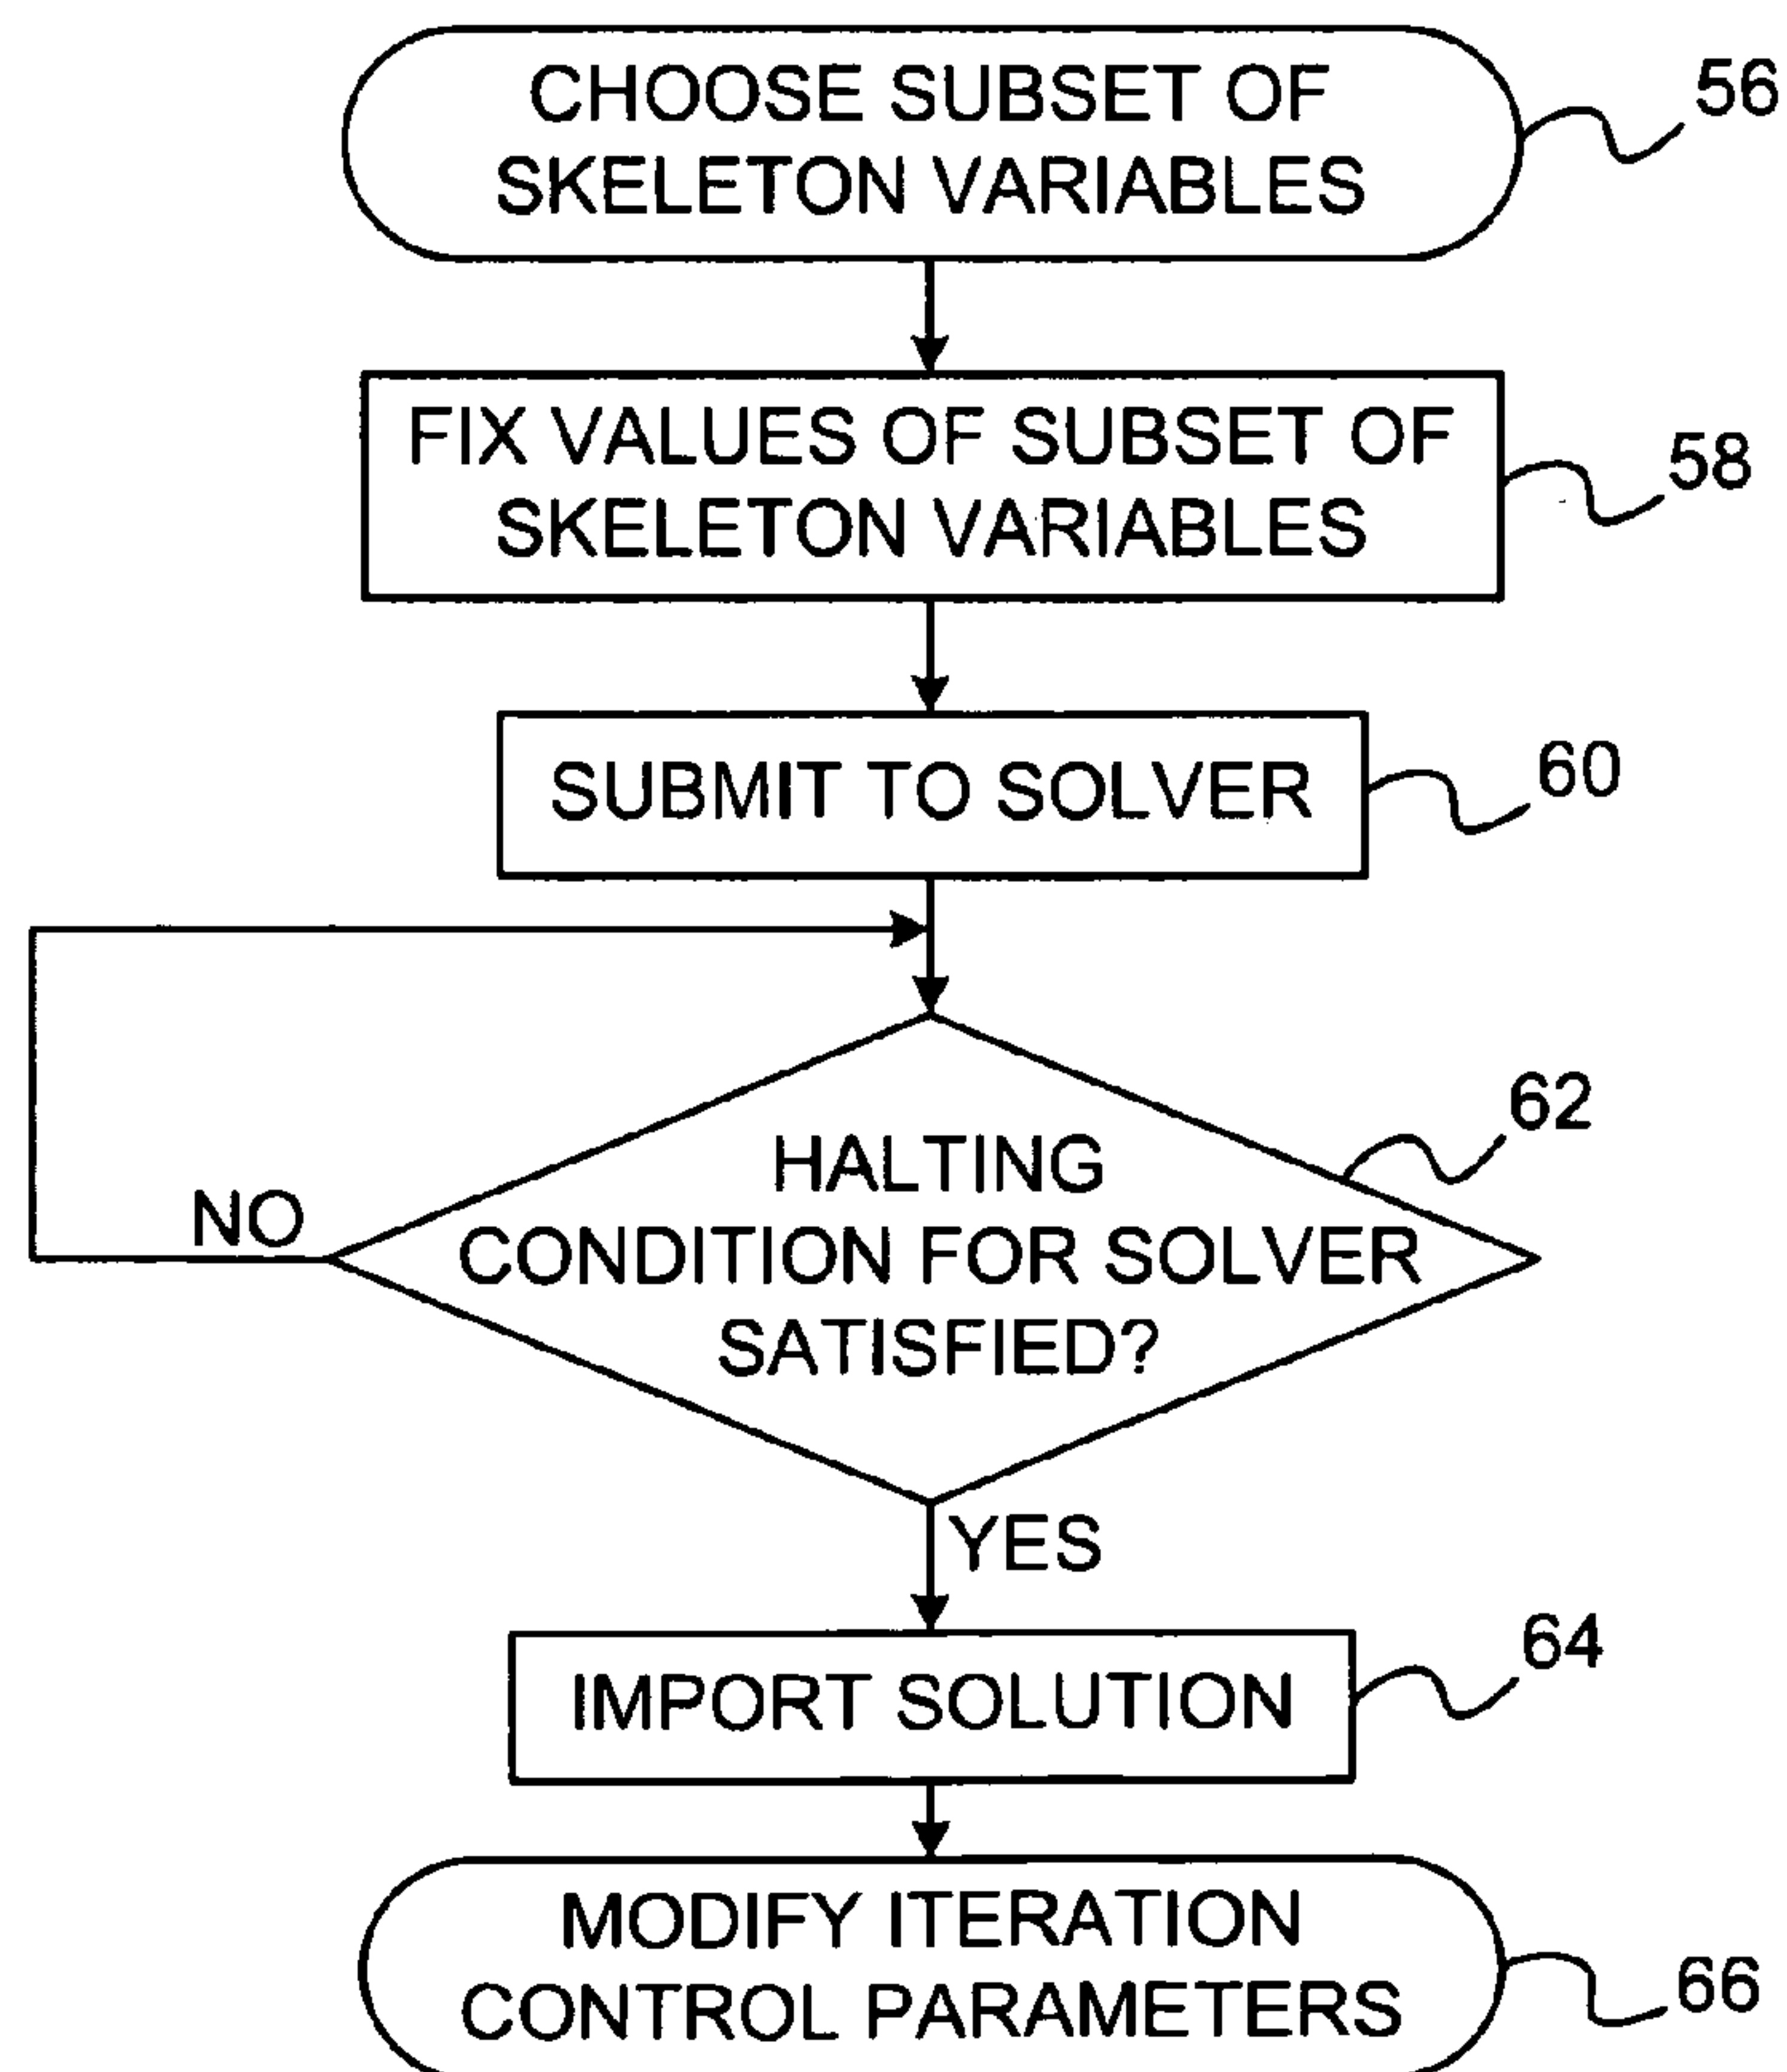 CHOOSE SUBSET OF
SKELETON VARIABLES
56
FIX VALUES OF SUBSET OF
SKELETON VARIABLES
58
SUBMIT TO SOLVER
60
HALTING
CONDITION FOR SOLVER
SATISFIED?
62
NO
YES
IMPORT SOLUTION
64
MODIFY ITERATION
CONTROL PARAMETERS
66